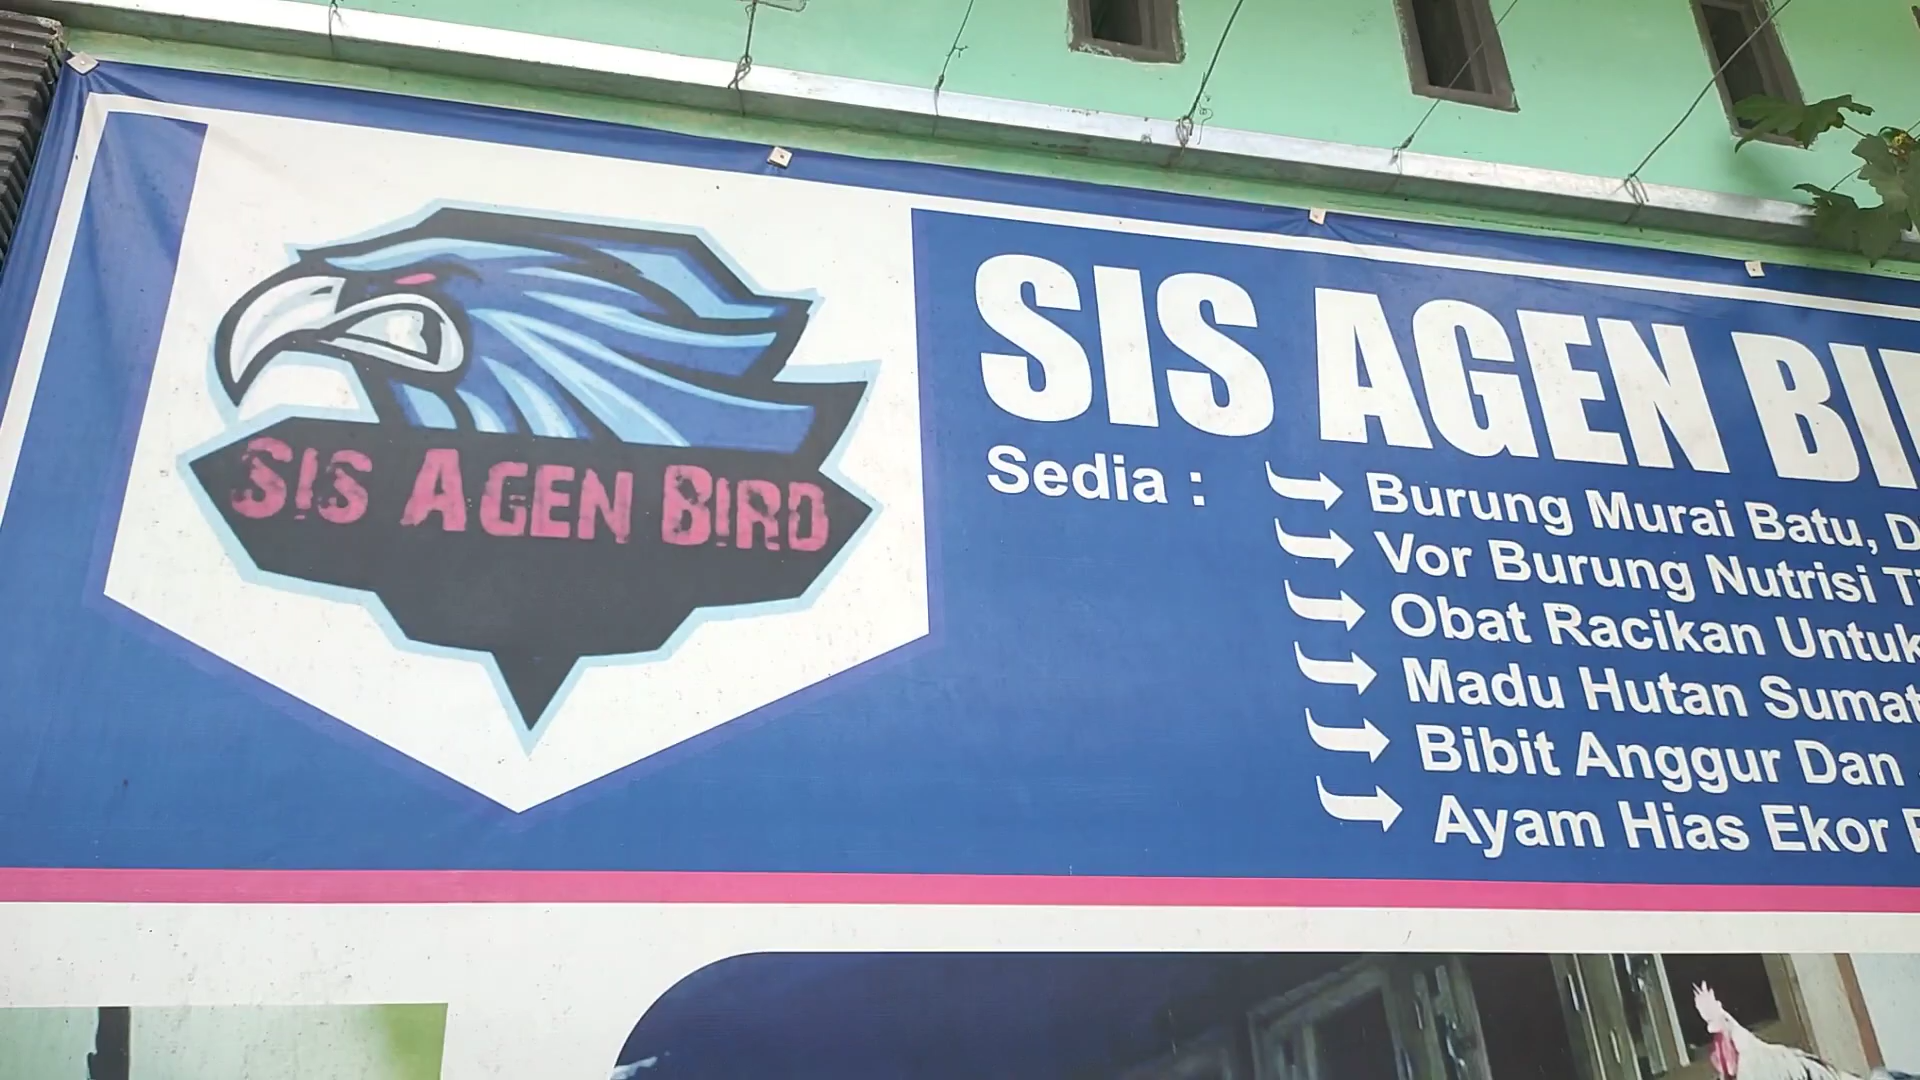 SIS AGEN BIRD
SIS AGEN
Sedia :
Burung Murai Batu,
Vor Burung Nutrisi
Obat Racikan Untuk
Madu Hutan
Bibit Anggur Dan
Ayam Hias Ekor